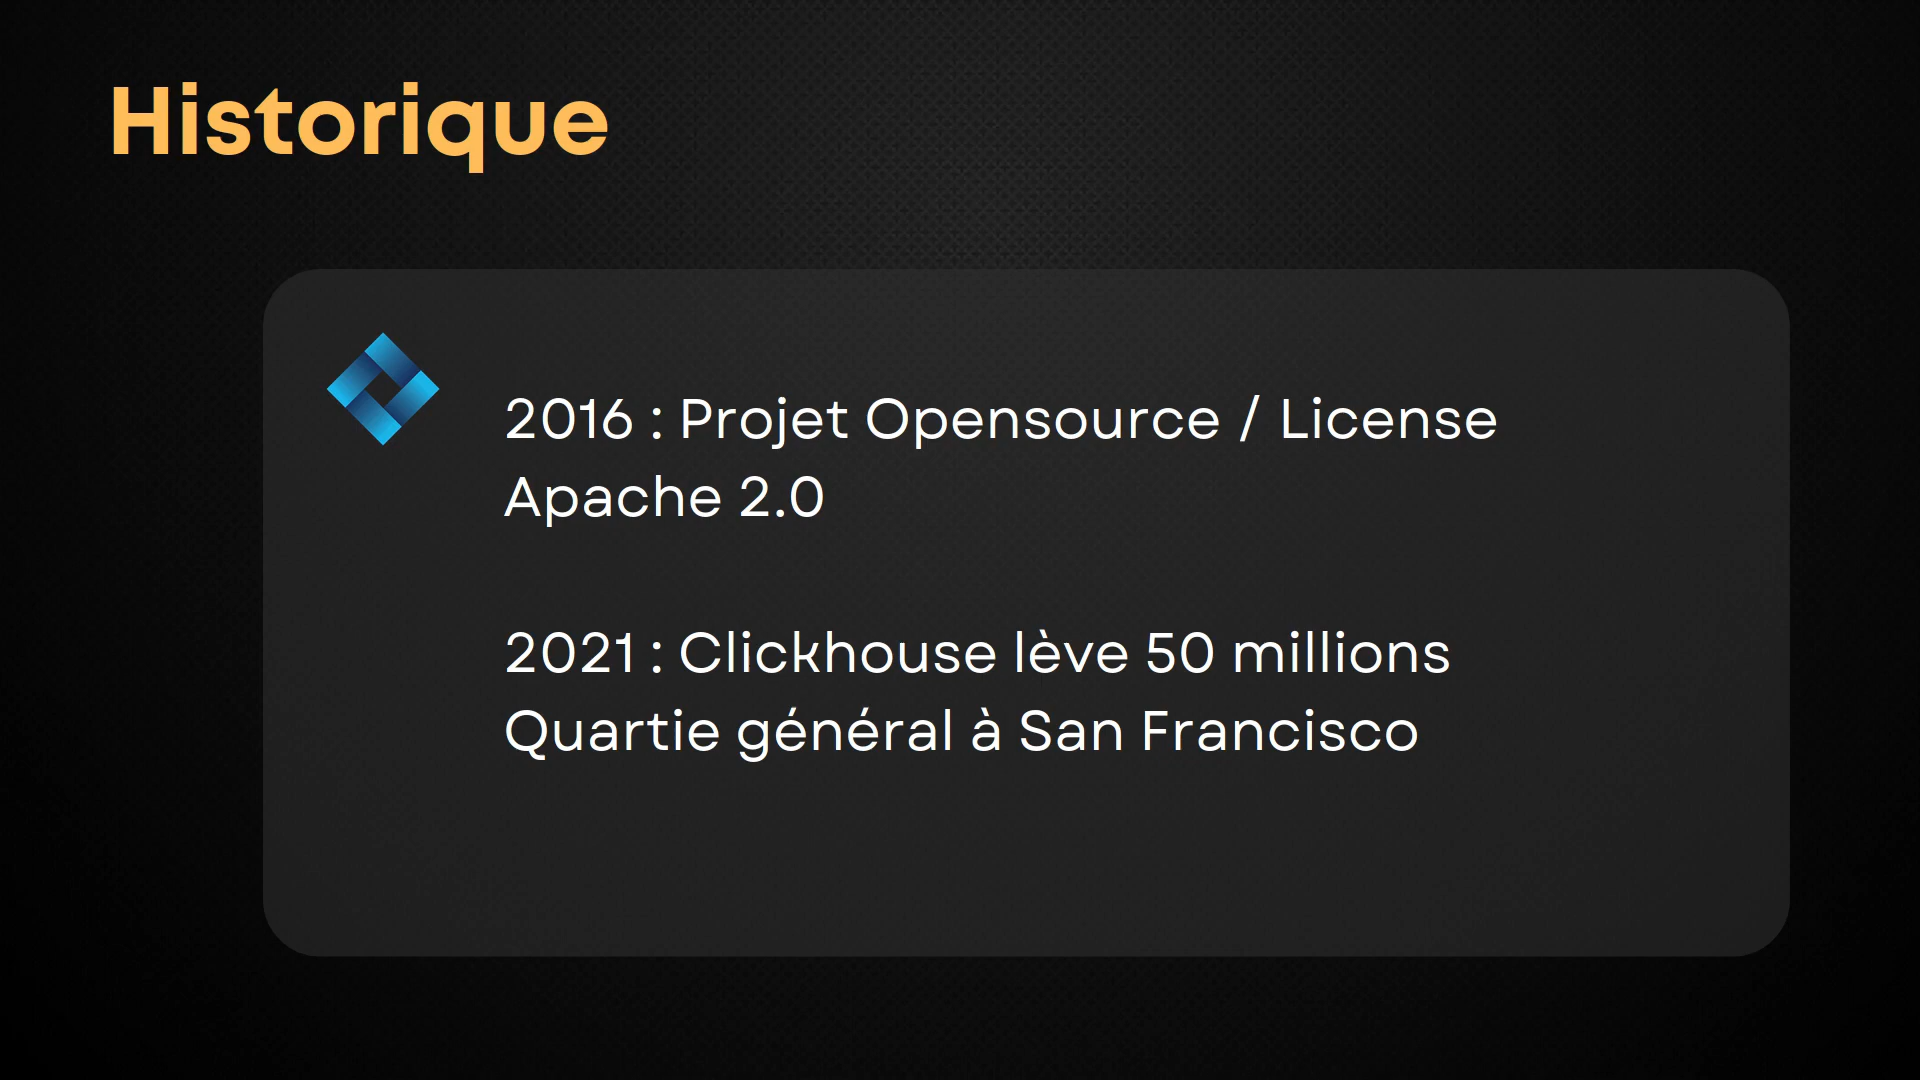 Historique
2016 : Projet Opensource / License
Apache 2.0
2021 : Clickhouse lève 50 millions
Quartie général à San Francisco